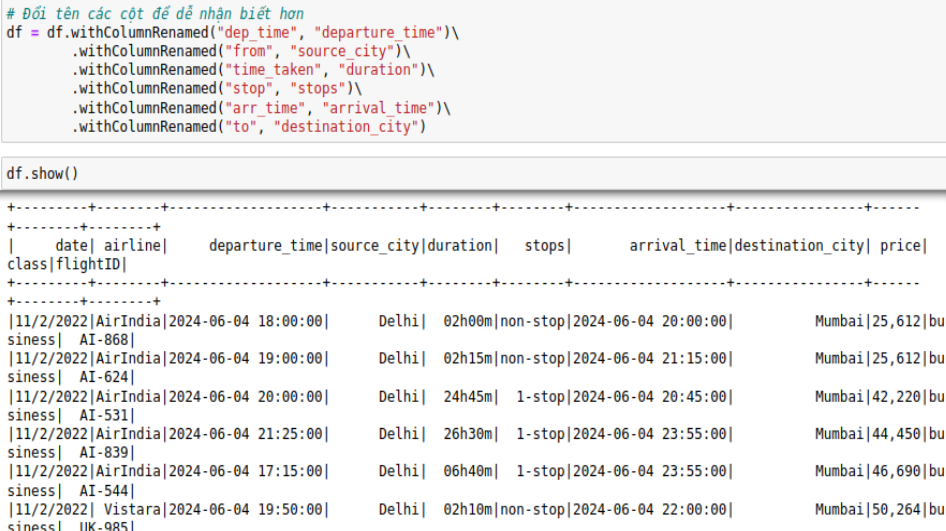 # Đổi tên các cột để dễ nhận biết hơn
df = df.withColumnRenamed("dep_time", "departure_time")\
        .withColumnRenamed("from", "source_city")\
        .withColumnRenamed("time_taken", "duration")\
        .withColumnRenamed("stop", "stops")\
        .withColumnRenamed("arr_time", "arrival_time")\
        .withColumnRenamed("to", "destination_city")
df.show()
+---------+--------+-------------------+-----------+--------+--------+-------------------+----------------+------
+--------+--------+
|     date| airline|     departure_time|source_city|duration|   stops|       arrival_time|destination_city| price|
class|flightID|
+---------+--------+-------------------+-----------+--------+--------+-------------------+----------------+------
+--------+--------+
|11/2/2022|AirIndia|2024-06-04 18:00:00|      Delhi|  02h00m|non-stop|2024-06-04 20:00:00|          Mumbai|25,612|bu
siness|  AI-868|
|11/2/2022|AirIndia|2024-06-04 19:00:00|      Delhi|  02h15m|non-stop|2024-06-04 21:15:00|          Mumbai|25,612|bu
siness|  AI-624|
|11/2/2022|AirIndia|2024-06-04 20:00:00|      Delhi|  24h45m|  1-stop|2024-06-04 20:45:00|          Mumbai|42,220|bu
siness|  AI-531|
|11/2/2022|AirIndia|2024-06-04 21:25:00|      Delhi|  26h30m|  1-stop|2024-06-04 23:55:00|          Mumbai|44,450|bu
siness|  AI-839|
|11/2/2022|AirIndia|2024-06-04 17:15:00|      Delhi|  06h40m|  1-stop|2024-06-04 23:55:00|          Mumbai|46,690|bu
siness|  AI-544|
|11/2/2022| Vistara|2024-06-04 19:50:00|      Delhi|  02h10m|non-stop|2024-06-04 22:00:00|          Mumbai|50,264|bu
siness|  UK-985|